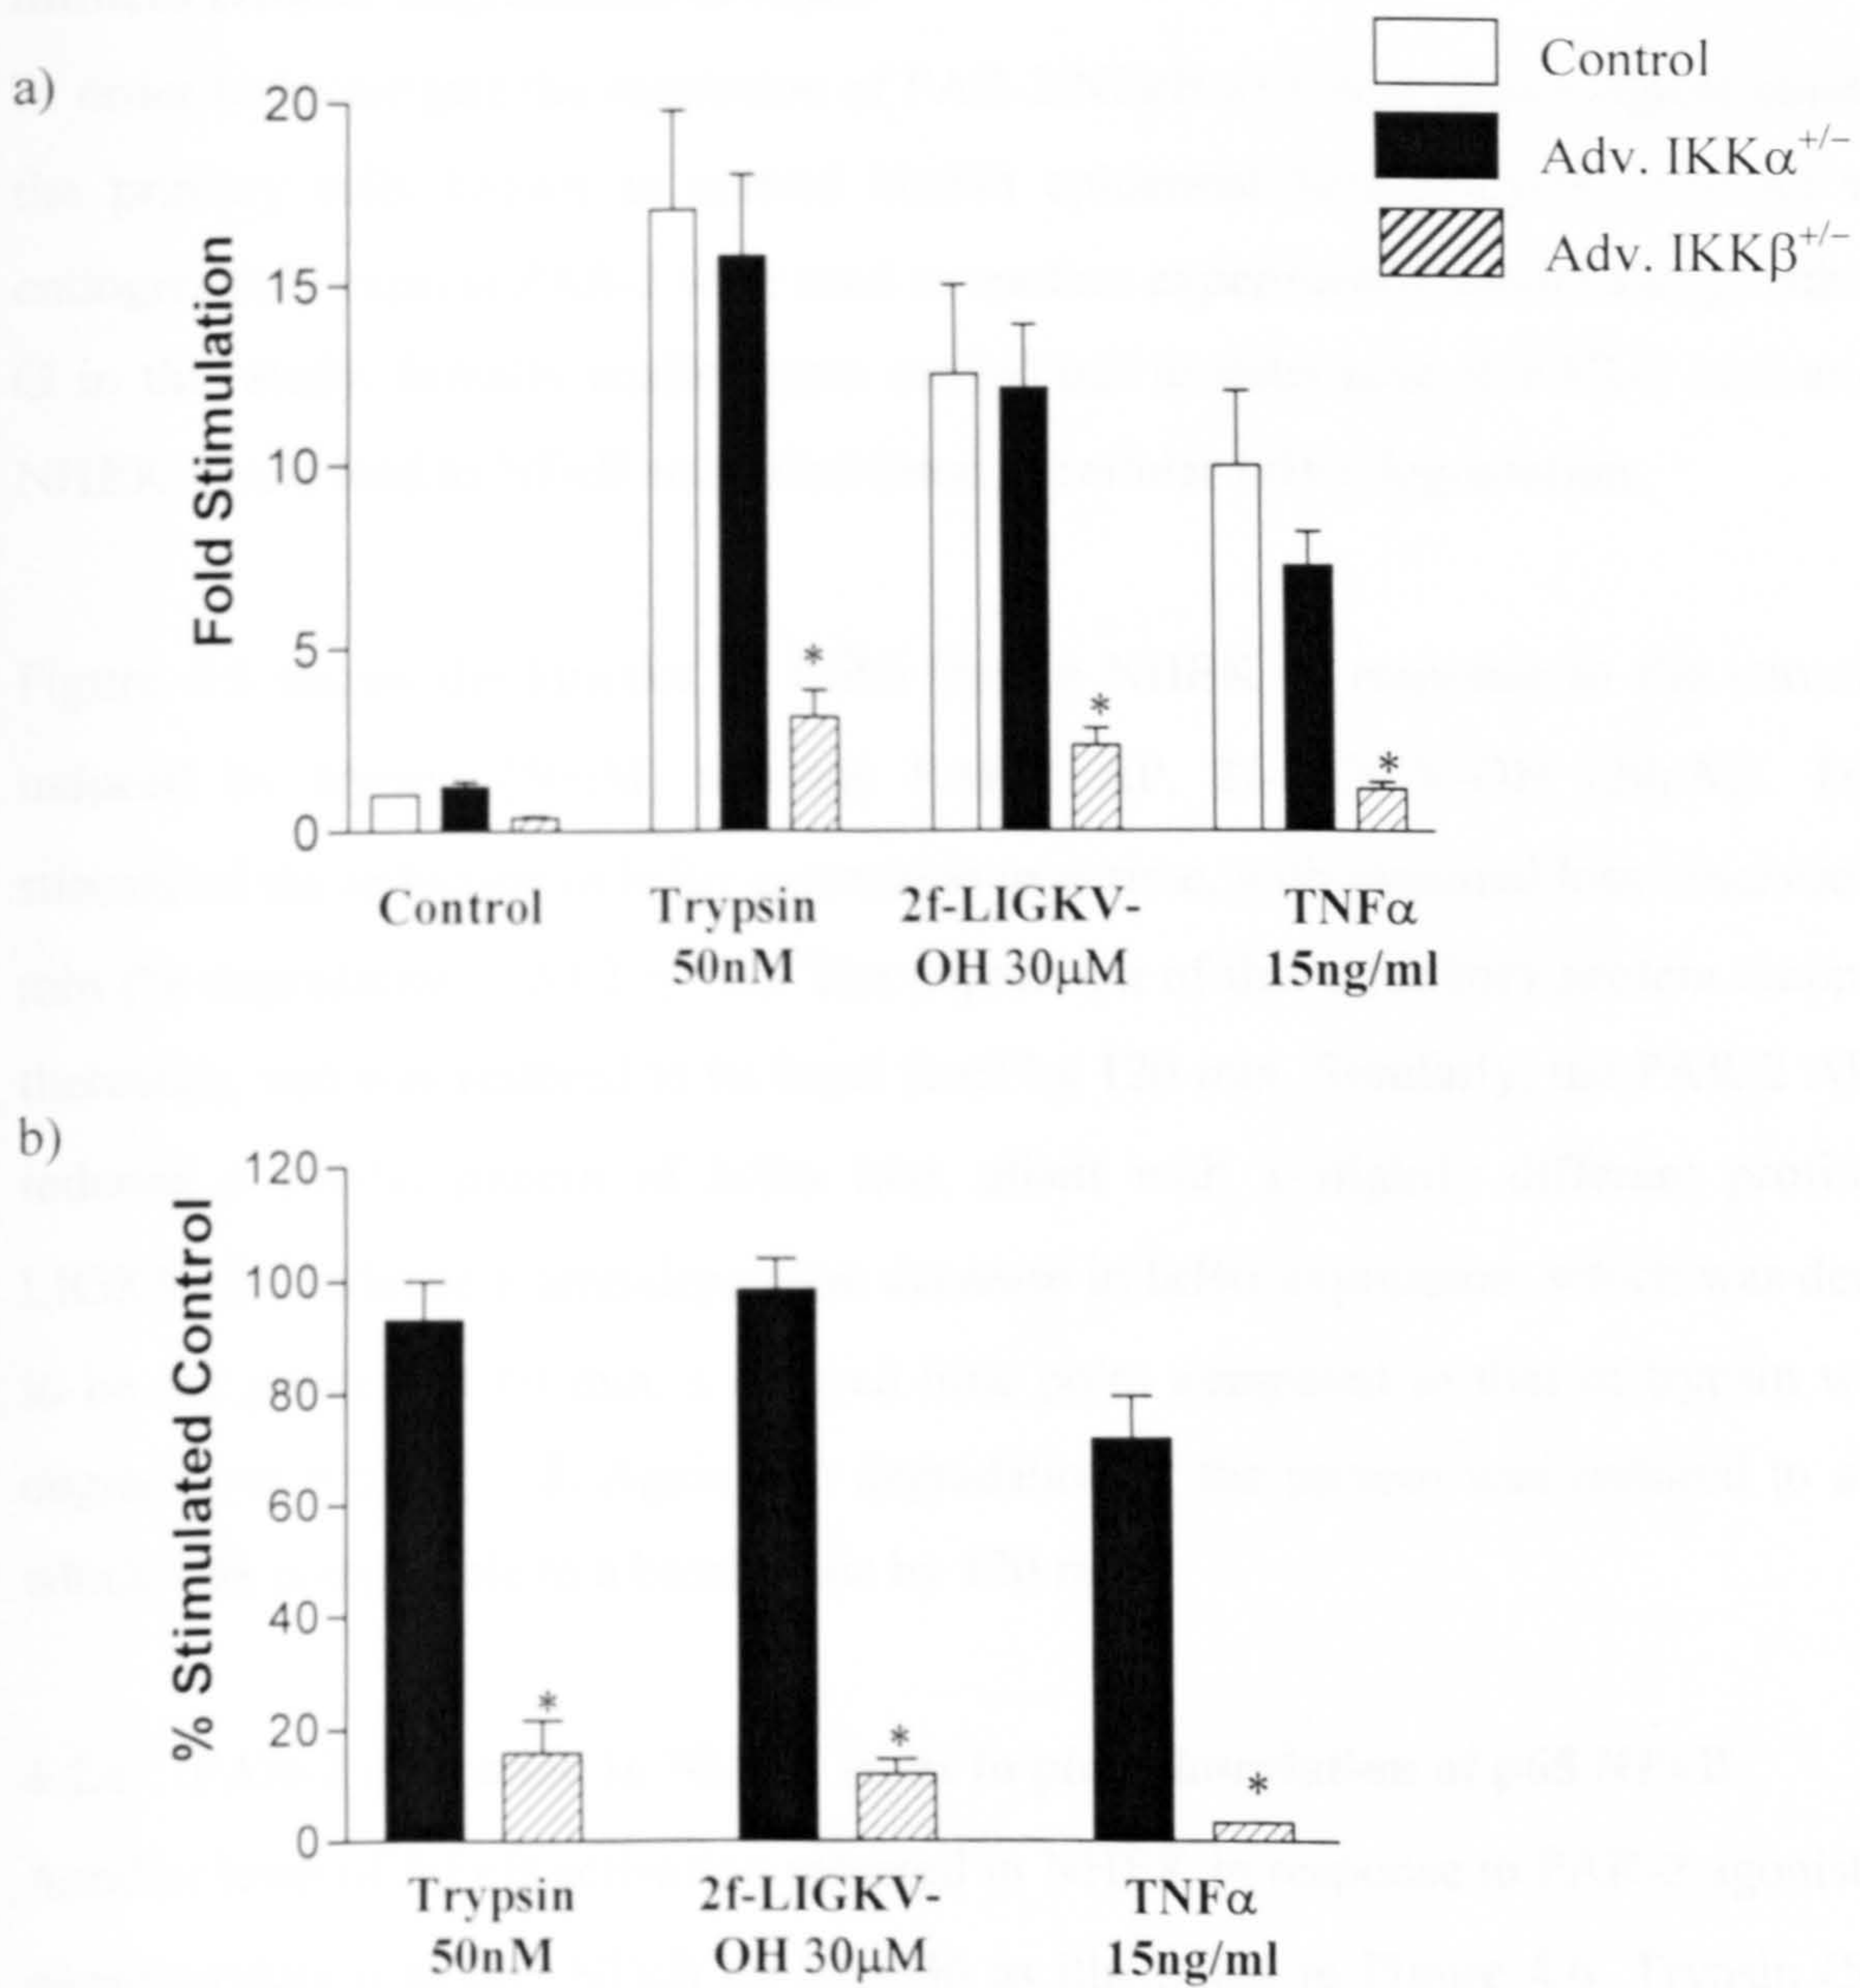 Control
Adv. IKKα+/−
Adv. IKKβ+/−
a)
20
15
10
5
0
Fold Stimulation
*
*
*
Control
Trypsin
50nM
2f-LIGKV-
OH 30μM
TNFα
15ng/ml
b)
120
100
80
60
40
20
0
% Stimulated Control
*
*
*
Trypsin
50nM
2f-LIGKV-
OH 30μM
TNFα
15ng/ml